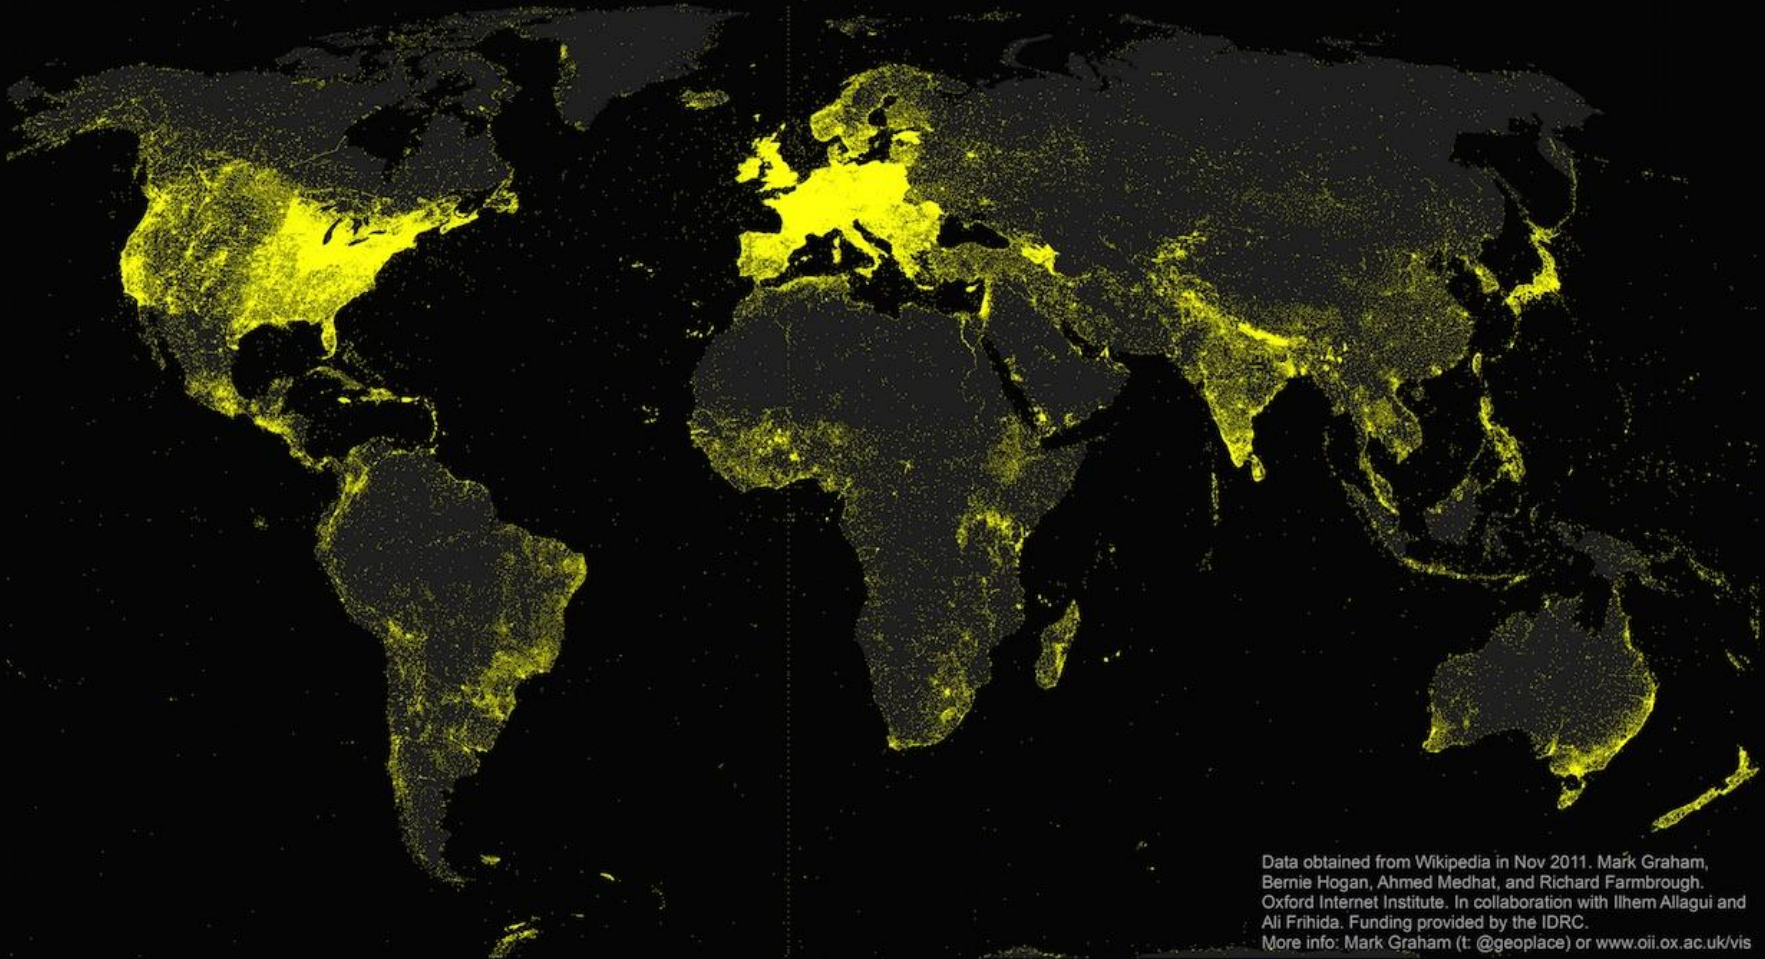 Data obtained from Wikipedia in Nov 2011. Mark Graham,
Bernie Hogan, Ahmed Medhat, and Richard Farmbrough.
Oxford Internet Institute. In collaboration with Ilhem Allagui and
Ali Frihida. Funding provided by the IDRC.
More info: Mark Graham (t: @geoplace) or www.oii.ox.ac.uk/vis